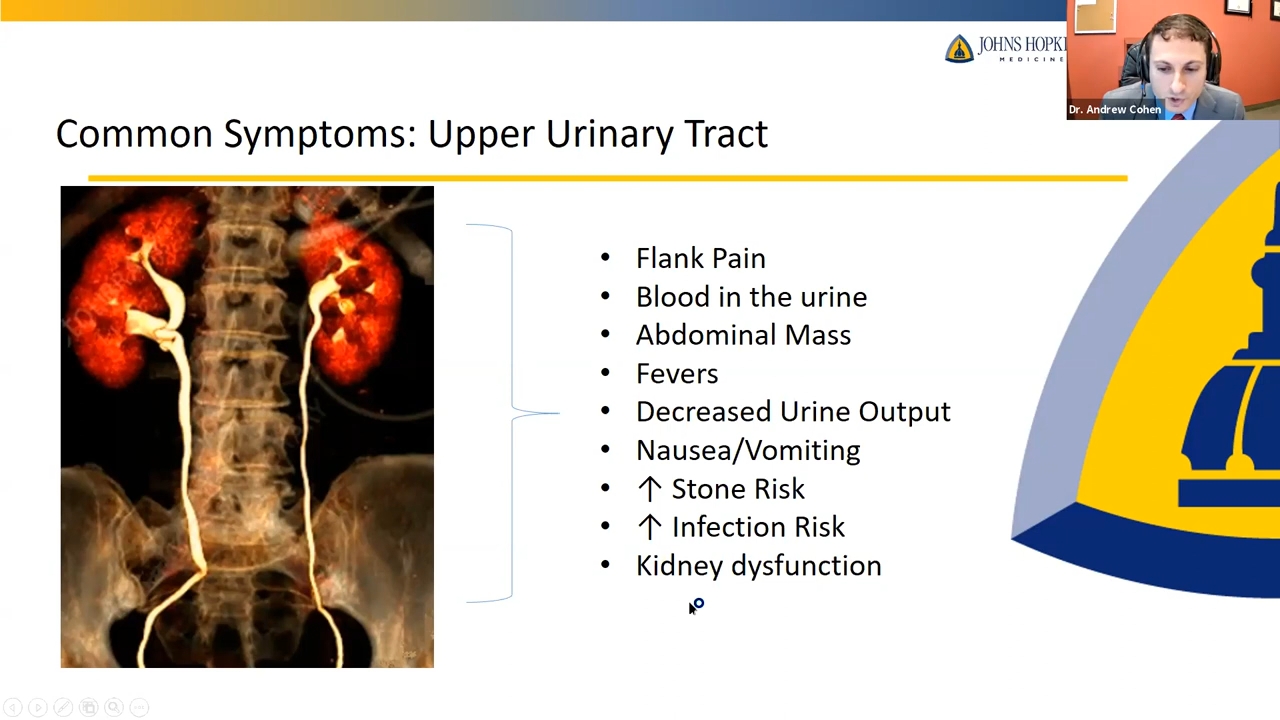 JOHNS HOPK
MEDICINE
Dr. Andrew Cohen
Common Symptoms: Upper Urinary Tract
• Flank Pain
• Blood in the urine
• Abdominal Mass
• Fevers
• Decreased Urine Output
• Nausea/Vomiting
• ↑ Stone Risk
• ↑ Infection Risk
• Kidney dysfunction